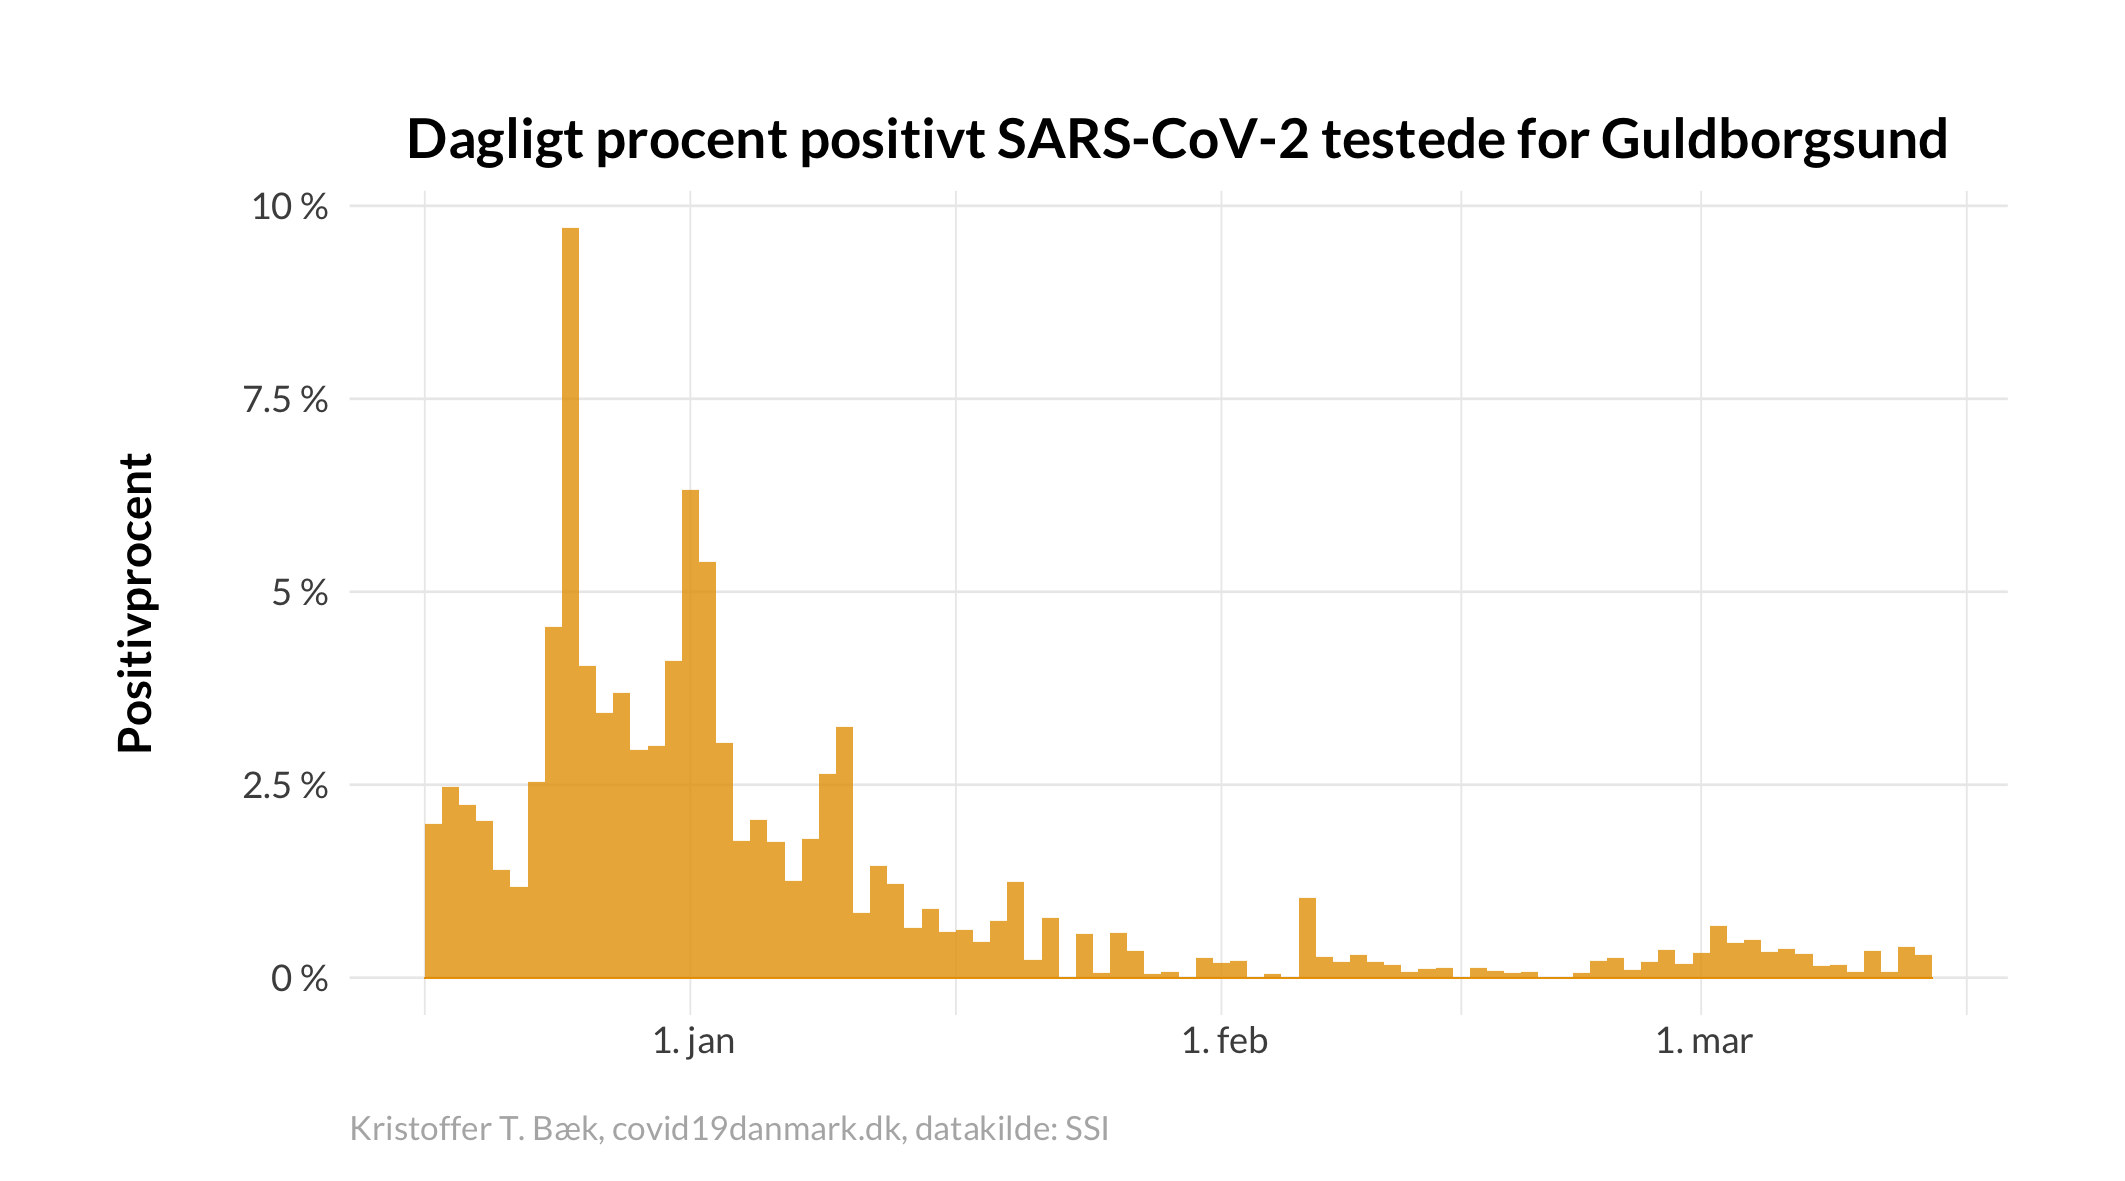 Dagligt procent positivt SARS-CoV-2 testede for Guldborgsund
Positivprocent
10 %
7.5 %
5 %
2.5 %
0 %
1. jan
1. feb
1. mar
Kristoffer T. Bæk, covid19danmark.dk, datakilde: SSI